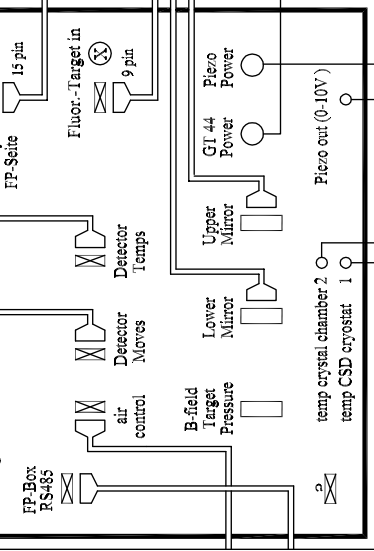 15 pin
FP-Seite
Fluor.-Target in
X
9 pin
Piezo
Power
GT 44
Power
Piezo out (0-10V )
Upper
Mirror
Detector
Temps
Lower
Mirror
Detector
Moves
temp crystal chamber 2
temp CSD cryostat 1
air
control
B-field
Target
Pressure
FP-Box
RS485
?